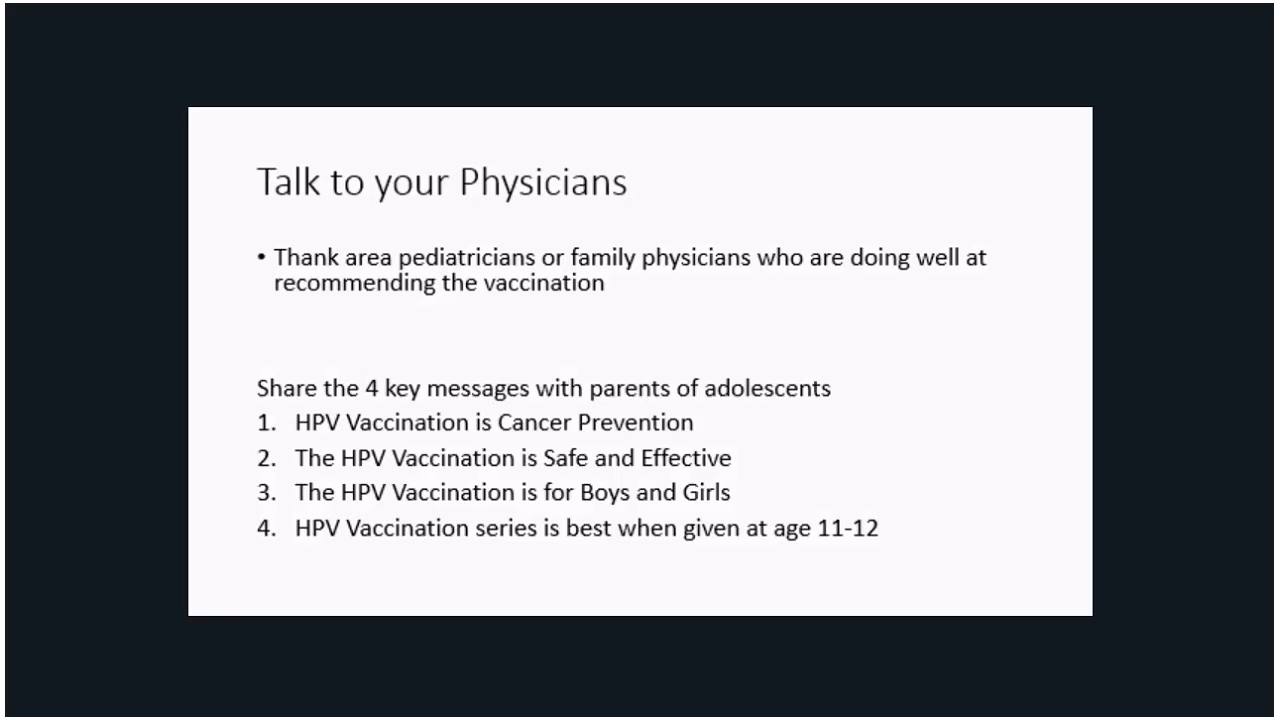 Talk to your Physicians
• Thank area pediatricians or family physicians who are doing well at
recommending the vaccination
Share the 4 key messages with parents of adolescents
1. HPV Vaccination is Cancer Prevention
2. The HPV Vaccination is Safe and Effective
3. The HPV Vaccination is for Boys and Girls
4. HPV Vaccination series is best when given at age 11-12